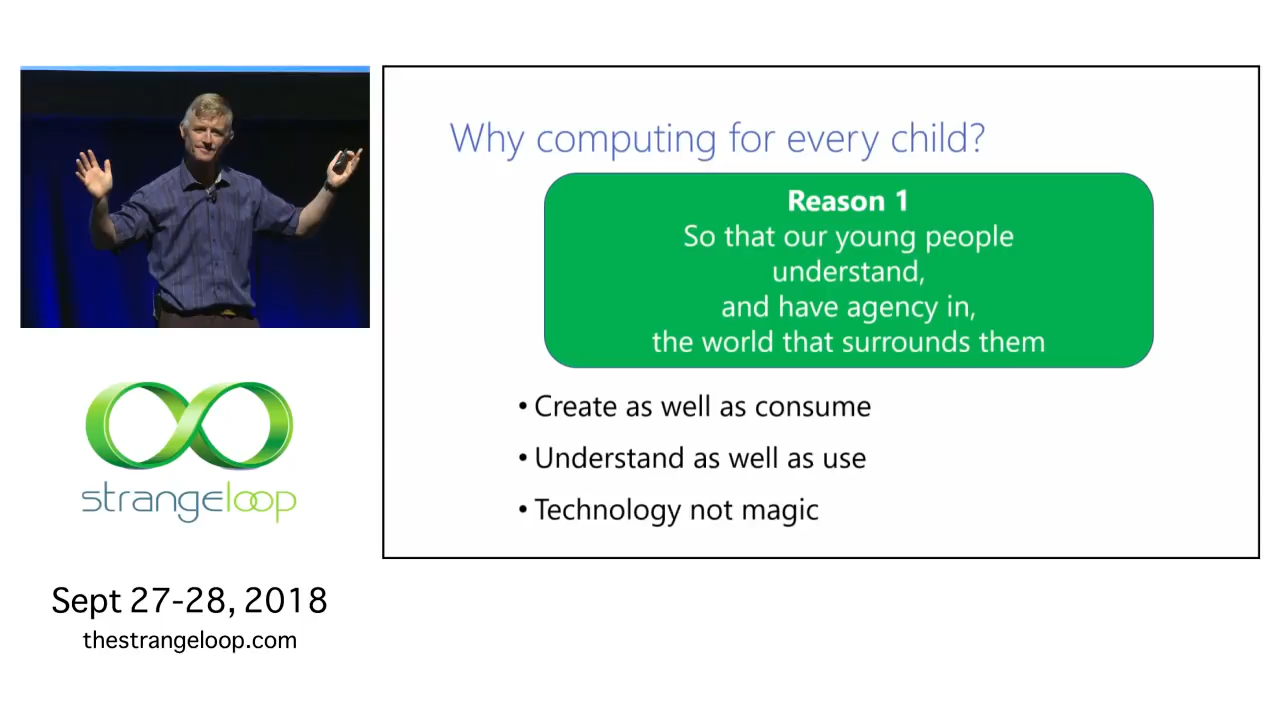 Why computing for every child?
Reason 1
So that our young people
understand,
and have agency in,
the world that surrounds them
• Create as well as consume
• Understand as well as use
• Technology not magic
strangeloop
Sept 27-28, 2018
thestrangeloop.com